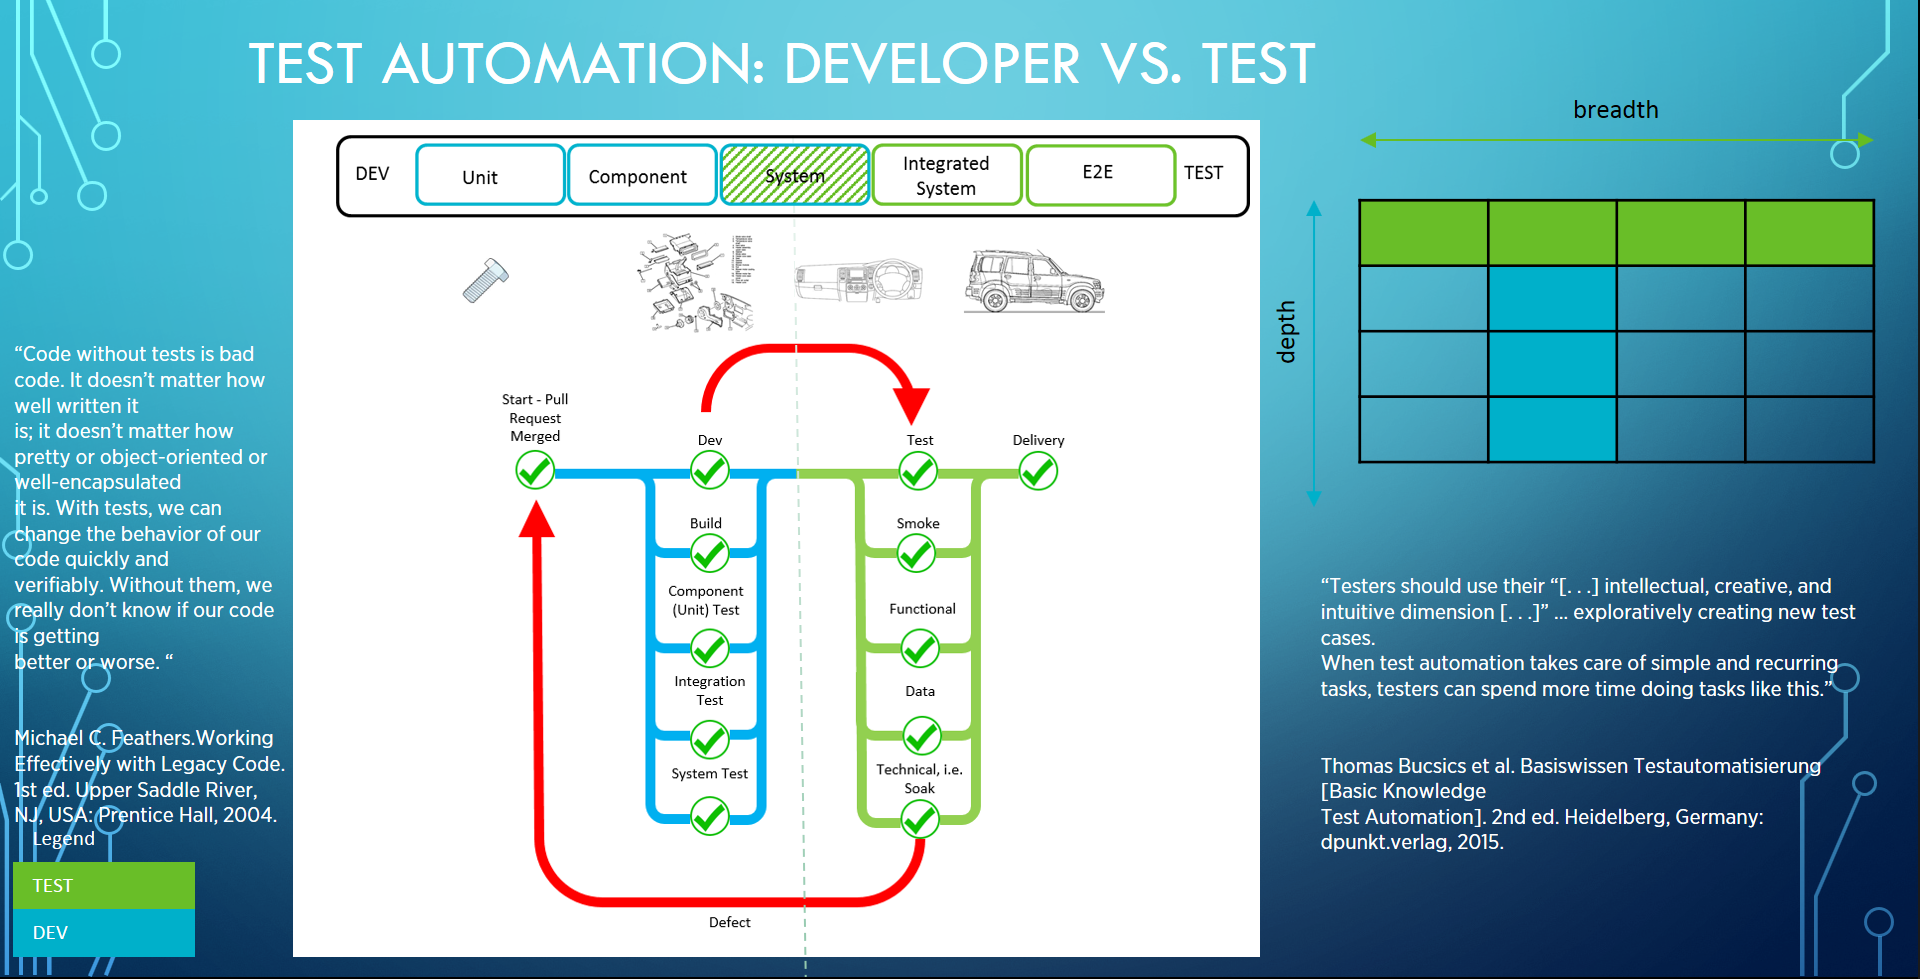 TEST AUTOMATION: DEVELOPER VS. TEST
DEV
Unit
Component
System
Integrated
System
E2E
TEST
Start - Pull
Request
Merged
Dev
Test
Delivery
Build
Component
(Unit) Test
Integration
Test
System Test
Smoke
Functional
Data
Technical, i.e.
Soak
Defect
“Code without tests is bad
code. It doesn’t matter how
well written it
is; it doesn’t matter how
pretty or object-oriented or
well-encapsulated
it is. With tests, we can
change the behavior of our
code quickly and
verifiably. Without them, we
really don’t know if our code
is getting
better or worse. “
Michael C. Feathers.Working
Effectively with Legacy Code.
1st ed. Upper Saddle River,
NJ, USA: Prentice Hall, 2004.
Legend
TEST
DEV
breadth
depth
“Testers should use their “[. . .] intellectual, creative, and
intuitive dimension [. . .]” ... exploratively creating new test
cases.
When test automation takes care of simple and recurring
tasks, testers can spend more time doing tasks like this.”
Thomas Bucsics et al. Basiswissen Testautomatisierung
[Basic Knowledge
Test Automation]. 2nd ed. Heidelberg, Germany:
dpunkt.verlag, 2015.